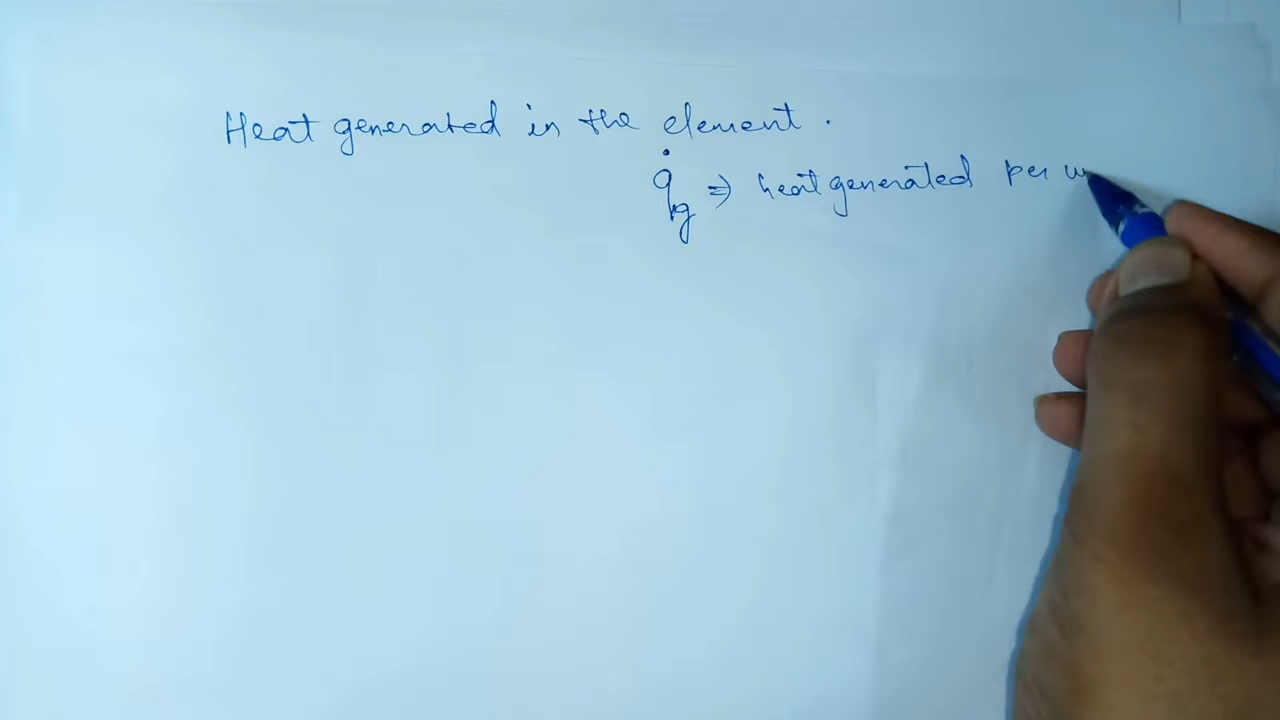 Heat generated in the element.
q̇g ⇒ heat generated per